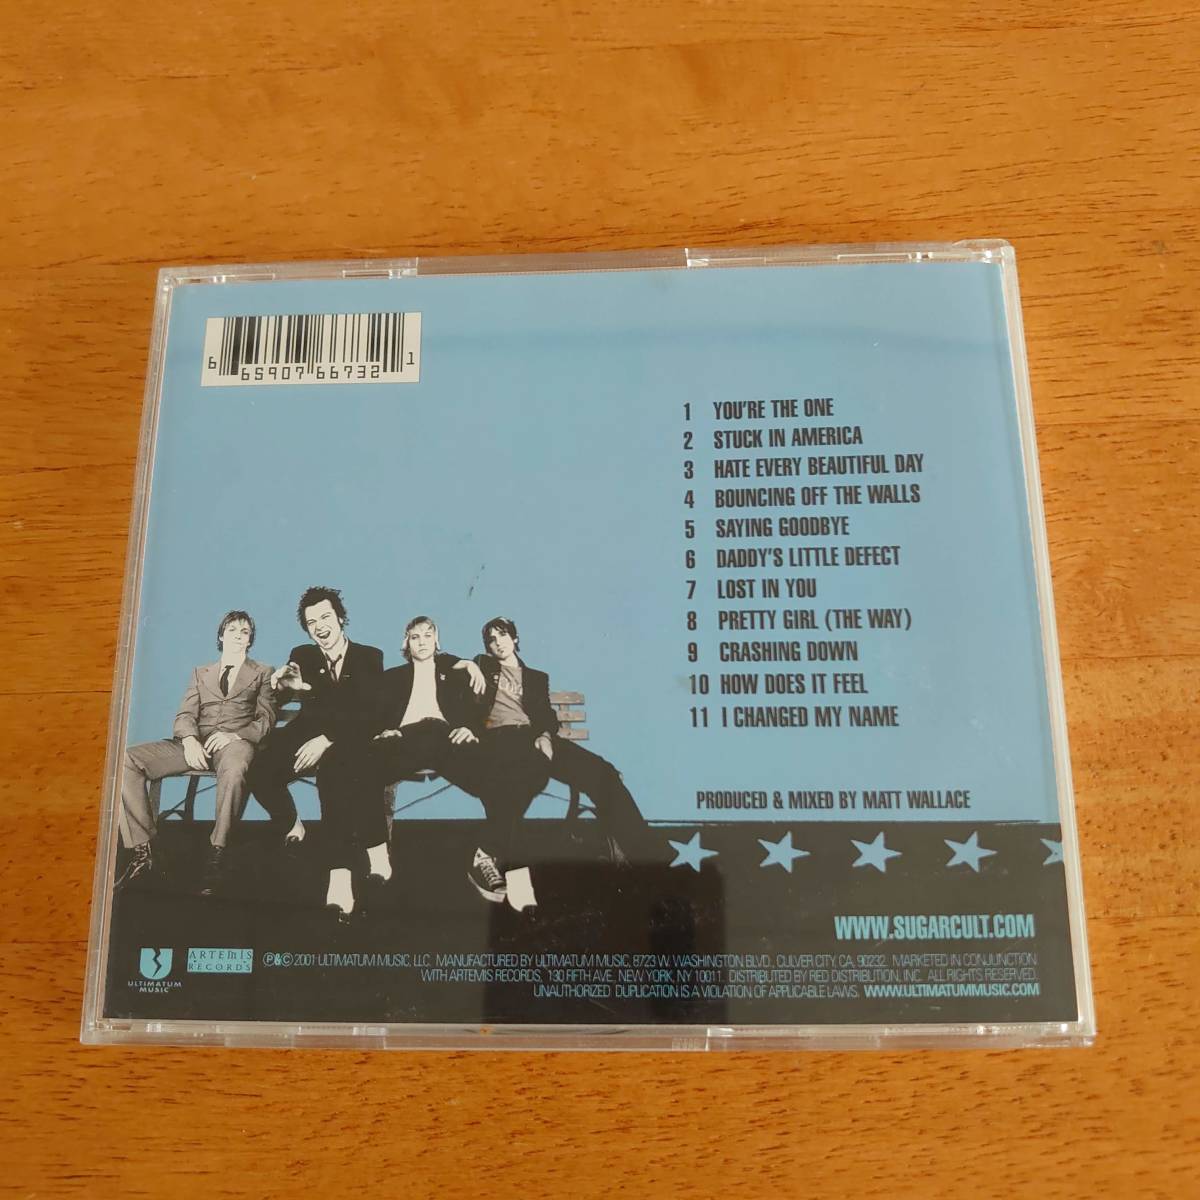 6 65907 66732 1
1 YOU'RE THE ONE
2 STUCK IN AMERICA
3 HATE EVERY BEAUTIFUL DAY
4 BOUNCING OFF THE WALLS
5 SAYING GOODBYE
6 DADDY'S LITTLE DEFECT
7 LOST IN YOU
8 PRETTY GIRL (THE WAY)
9 CRASHING DOWN
10 HOW DOES IT FEEL
11 I CHANGED MY NAME
PRODUCED & MIXED BY MATT WALLACE
WWW.SUGARCULT.COM
ULTIMATUM
MUSIC
ARTEMIS
RECORDS
℗&© 2001 ULTIMATUM MUSIC, LLC. MANUFACTURED BY ULTIMATUM MUSIC, 8723 W. WASHINGTON BLVD., CULVER CITY, CA, 90232. MARKETED IN CONJUNCTION
WITH ARTEMIS RECORDS, 130 FIFTH AVE, NEW YORK, NY 10011. DISTRIBUTED BY RED DISTRIBUTION, INC. ALL RIGHTS RESERVED.
UNAUTHORIZED DUPLICATION IS A VIOLATION OF APPLICABLE LAWS. WWW.ULTIMATUMMUSIC.COM